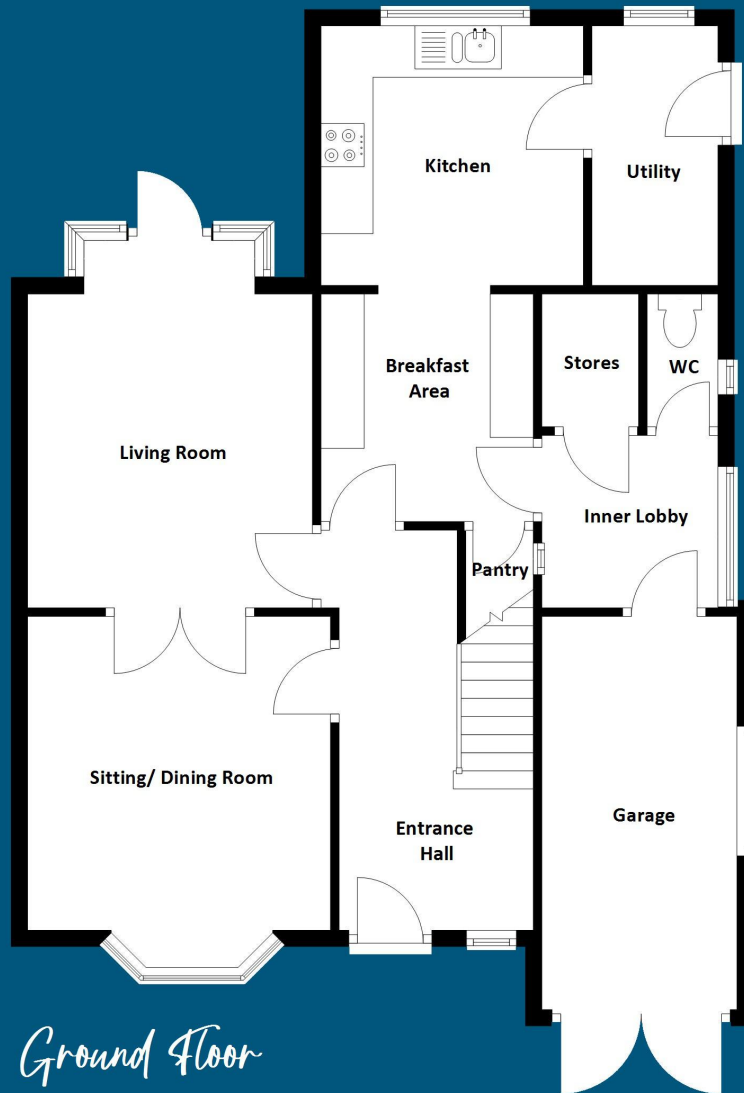 Kitchen
Utility
Breakfast
Area
Stores
WC
Living Room
Inner Lobby
Pantry
Sitting/ Dining Room
Entrance
Hall
Garage
Ground Floor